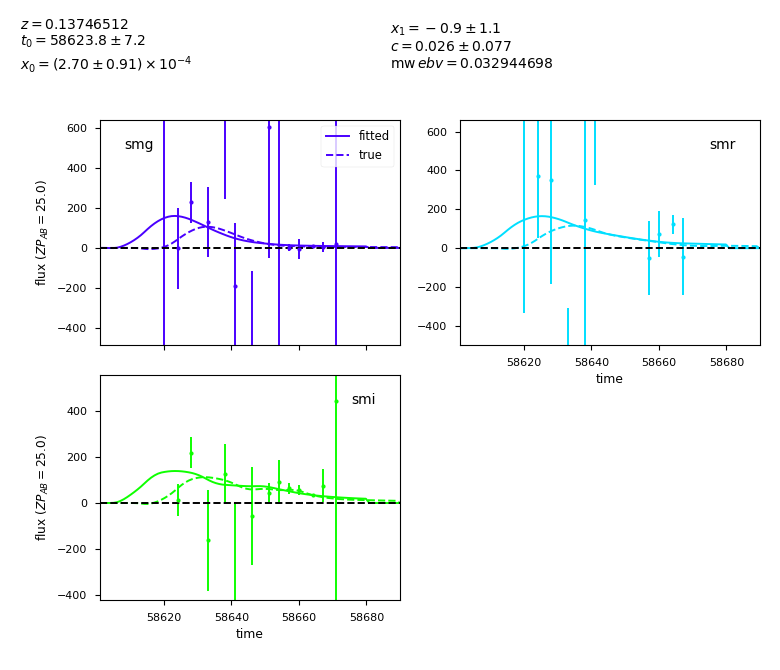 z = 0.13746512
t₀ = 58623.8 ± 7.2
x₀ = (2.70 ± 0.91) × 10⁻⁴
x₁ = −0.9 ± 1.1
c = 0.026 ± 0.077
mw ebv = 0.032944698
smg
fitted
true
600
400
200
0
−200
−400
flux (ZP_AB = 25.0)
smr
600
400
200
0
−200
−400
58620 58640 58660 58680
time
smi
400
200
0
−200
−400
flux (ZP_AB = 25.0)
58620 58640 58660 58680
time